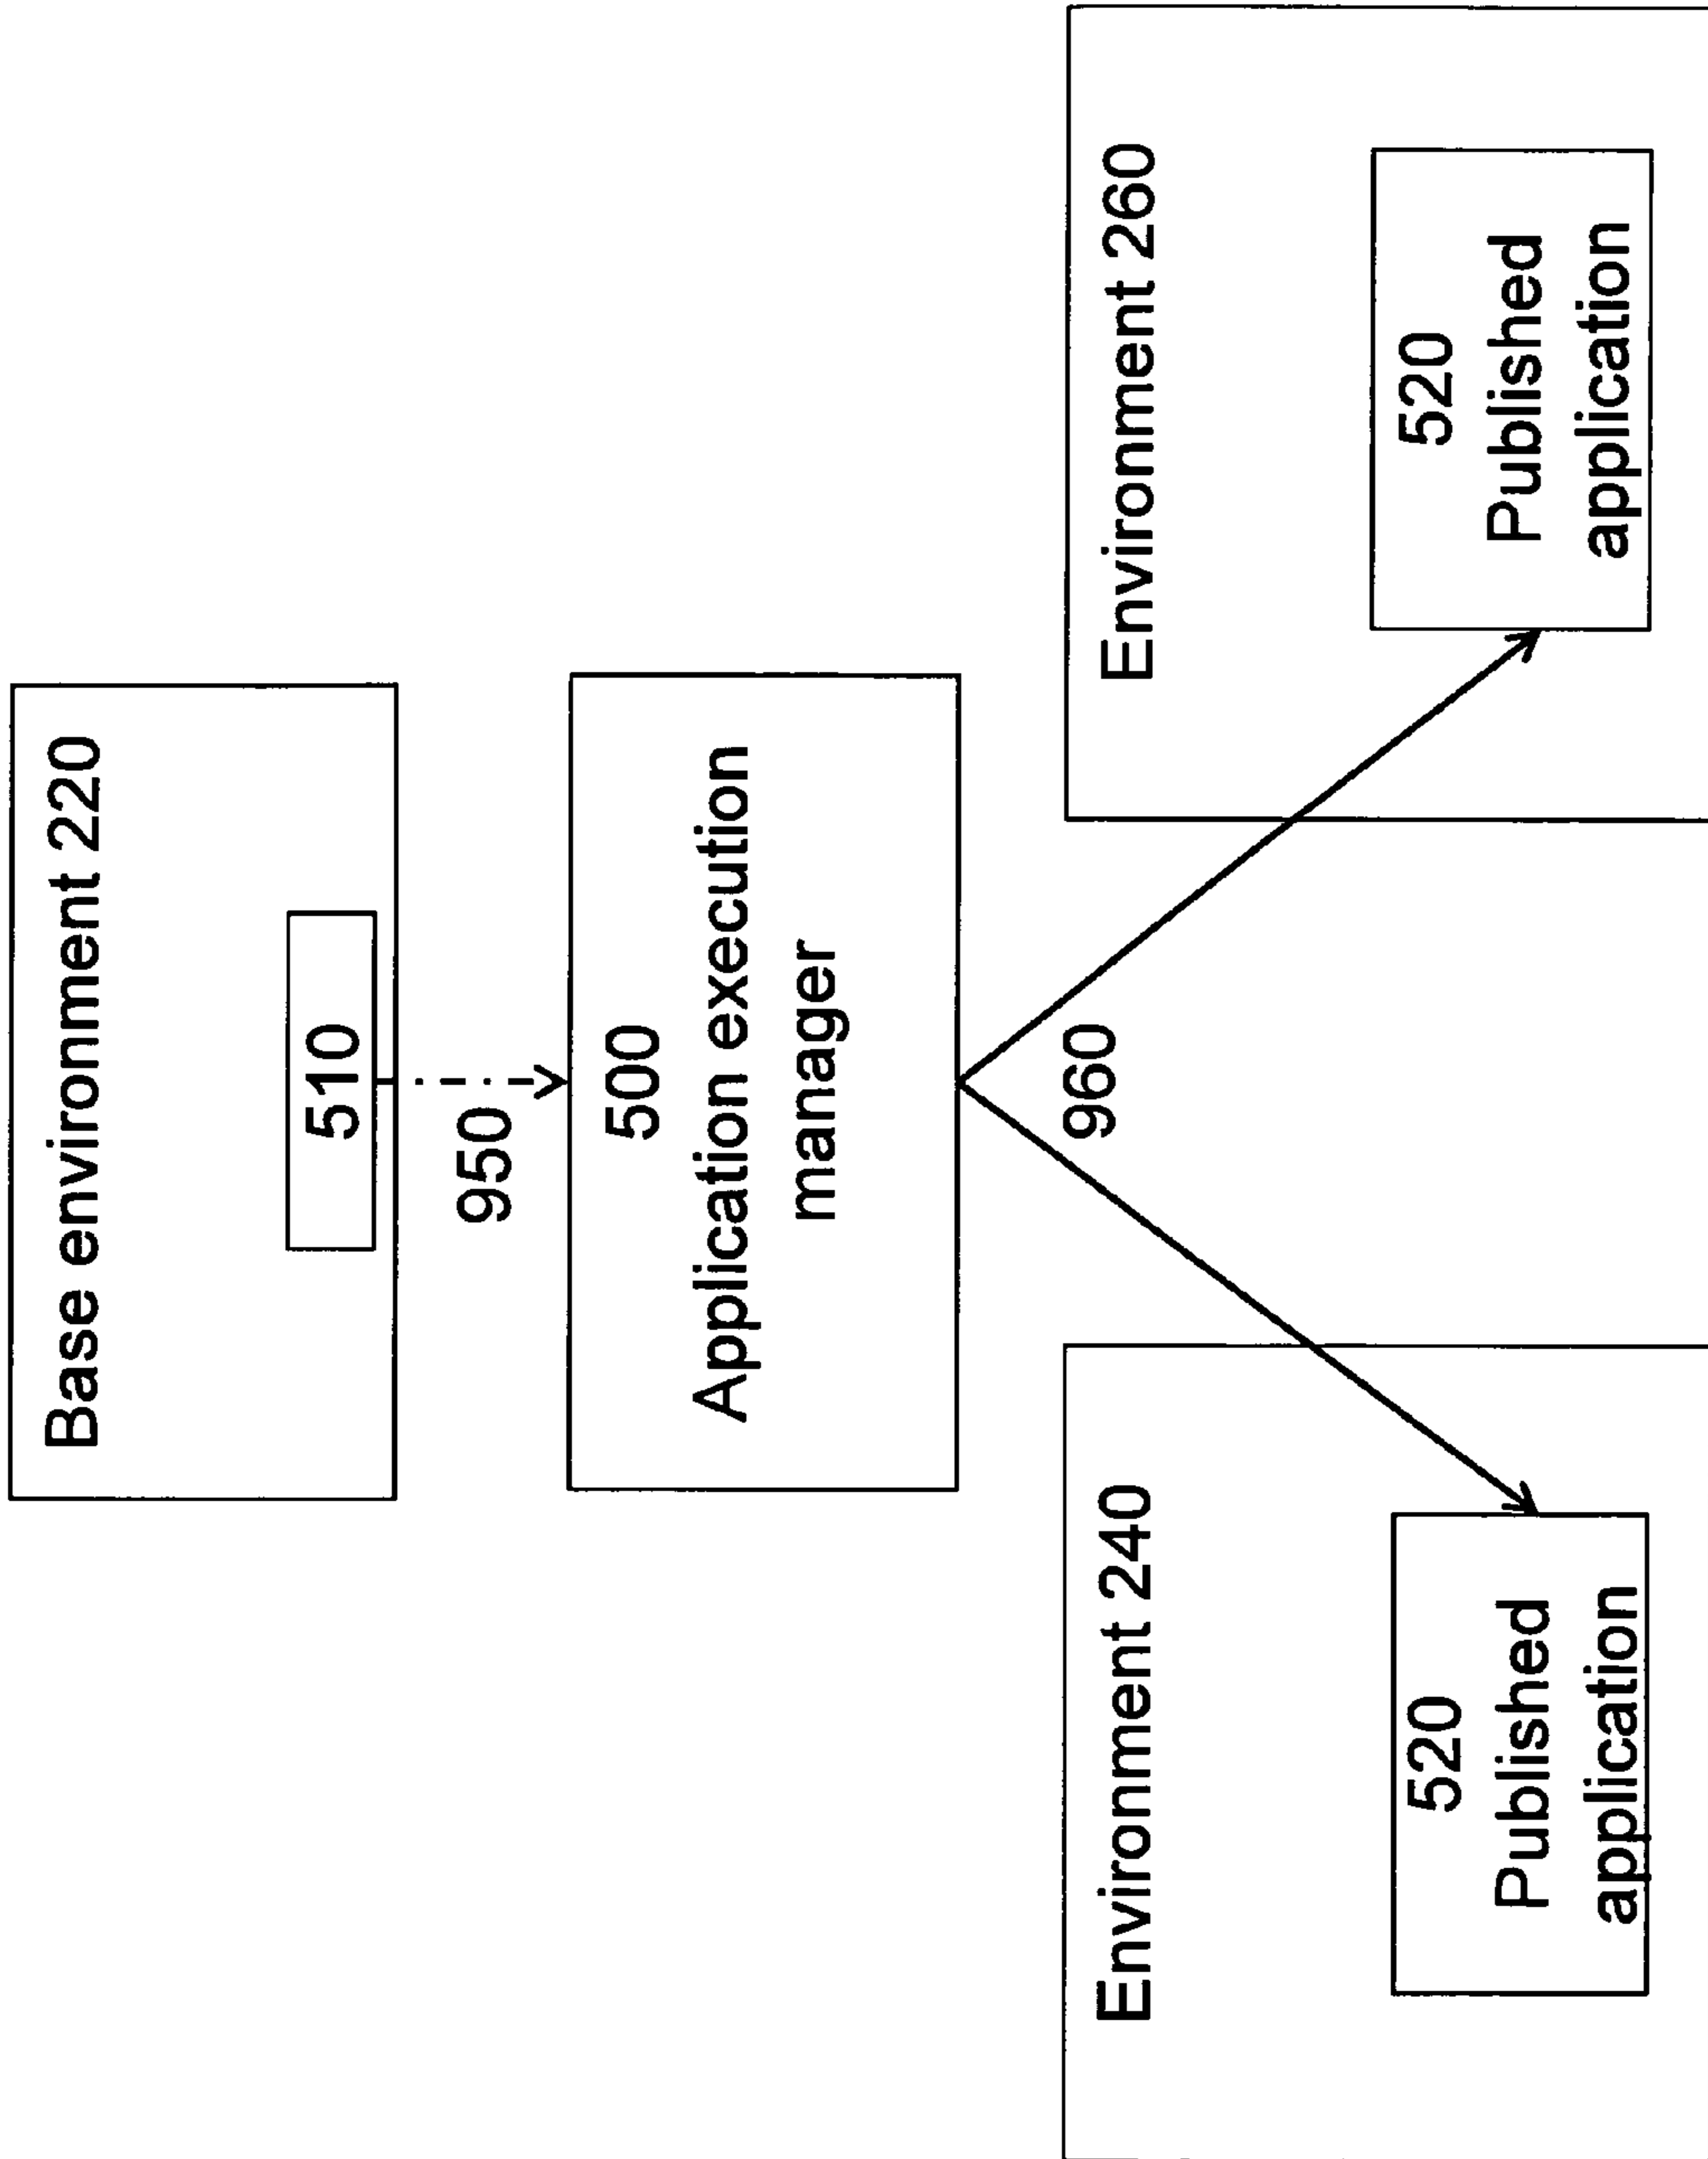 Base environment 220
510
950
500
Application execution
manager
960
Environment 240
520
Published
application
Environment 260
520
Published
application